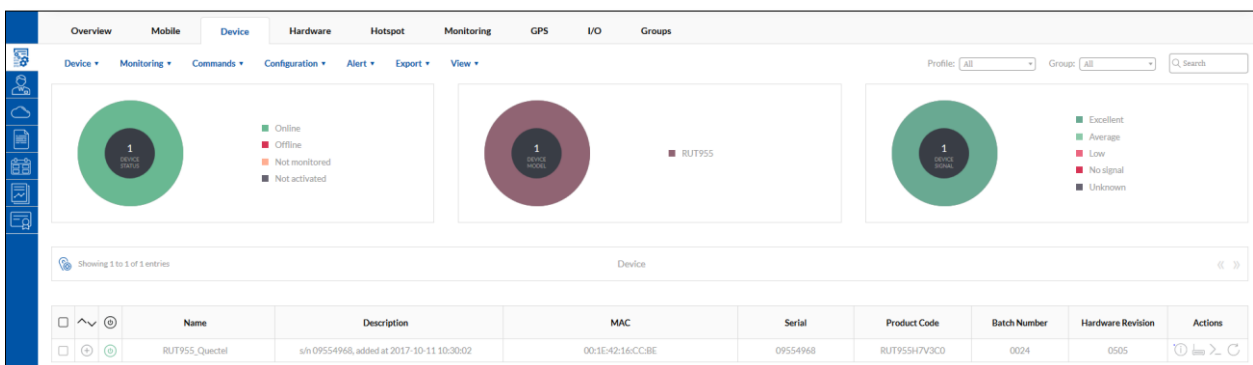 Overview Mobile Device Hardware Hotspot Monitoring GPS I/O Groups
Device Monitoring Commands Configuration Alert Export View Profile: All Group: All Search
1
DEVICE
STATUS
Online
Offline
Not monitored
Not activated
1
DEVICE
MODEL
RUT955
1
DEVICE
SIGNAL
Excellent
Average
Low
No signal
Unknown
Showing 1 to 1 of 1 entries Device
Name Description MAC Serial Product Code Batch Number Hardware Revision Actions
RUT955_Quectel s/n 09554968, added at 2017-10-11 10:30:02 00:1E:42:16:CC:BE 09554968 RUT955H7V3C0 0024 0505